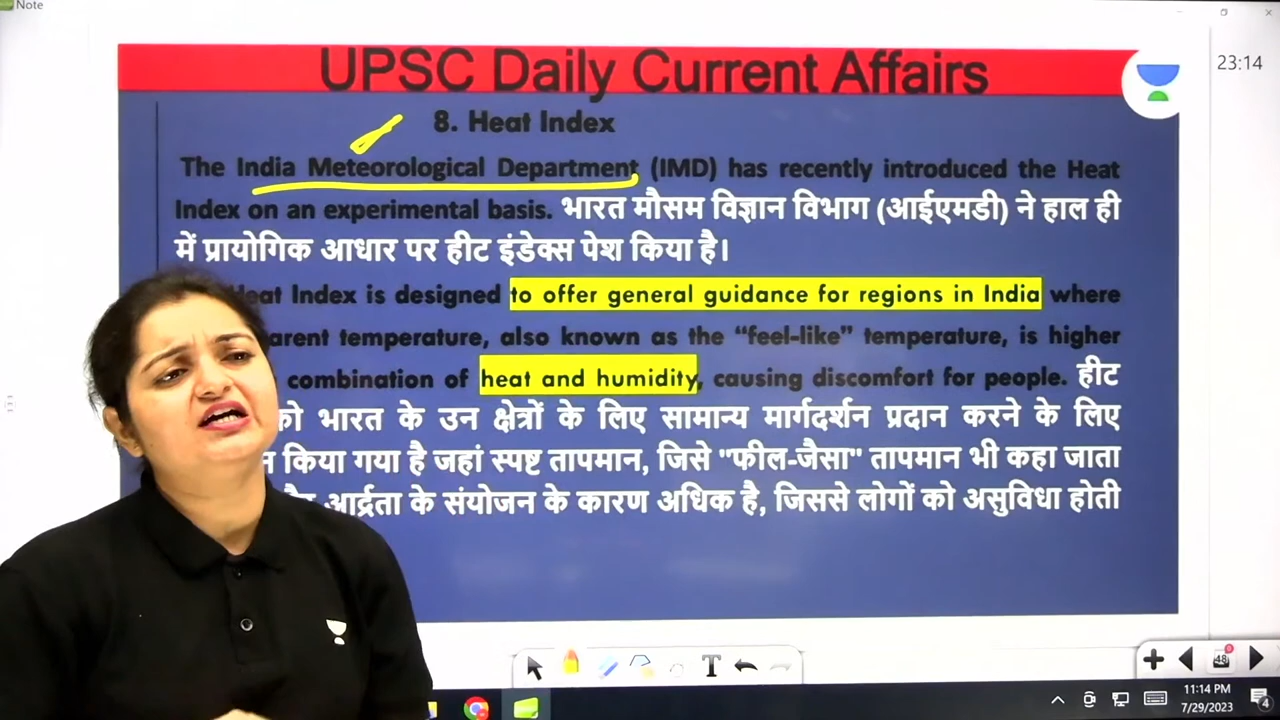 Note
UPSC Daily Current Affairs
23:14
8. Heat Index
The India Meteorological Department (IMD) has recently introduced the Heat
Index on an experimental basis. भारत मौसम विज्ञान विभाग (आईएमडी) ने हाल ही
में प्रायोगिक आधार पर हीट इंडेक्स पेश किया है।
Heat Index is designed to offer general guidance for regions in India where
arent temperature, also known as the “feel-like” temperature, is higher
combination of heat and humidity, causing discomfort for people. हीट
को भारत के उन क्षेत्रों के लिए सामान्य मार्गदर्शन प्रदान करने के लिए
किया गया है जहां स्पष्ट तापमान, जिसे "फील-जैसा" तापमान भी कहा जाता
आर्द्रता के संयोजन के कारण अधिक है, जिससे लोगों को असुविधा होती
T
48
11:14 PM
7/29/2023
4